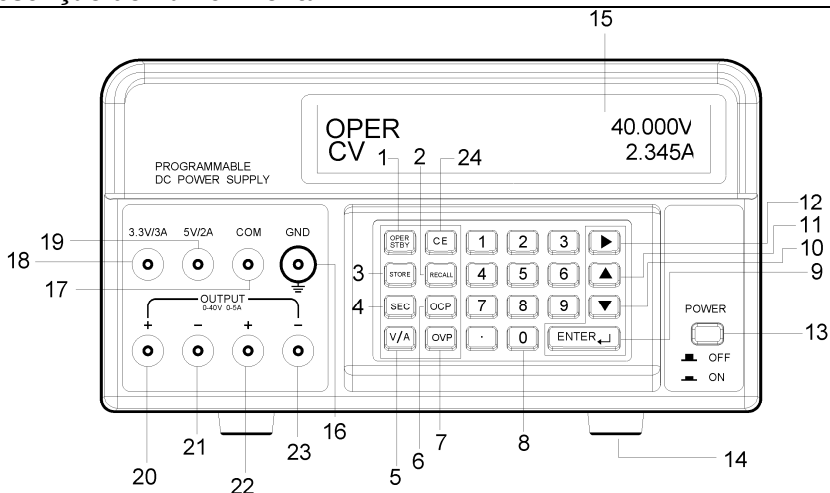 15
OPER 40.000V
CV 2.345A
1 2 24
PROGRAMMABLE
DC POWER SUPPLY
12
11
10
9
19
3.3V/3A 5V/2A COM GND
18
17
OPER STBY CE 1 2 3
3 STORE RECALL 4 5 6
4 SEC OCP 7 8 9
V/A OVP . 0 ENTER
OUTPUT
0-40V 0-5A
+ - + -
POWER
13
OFF
ON
16
20 21 22 23
5 6 7 8
14